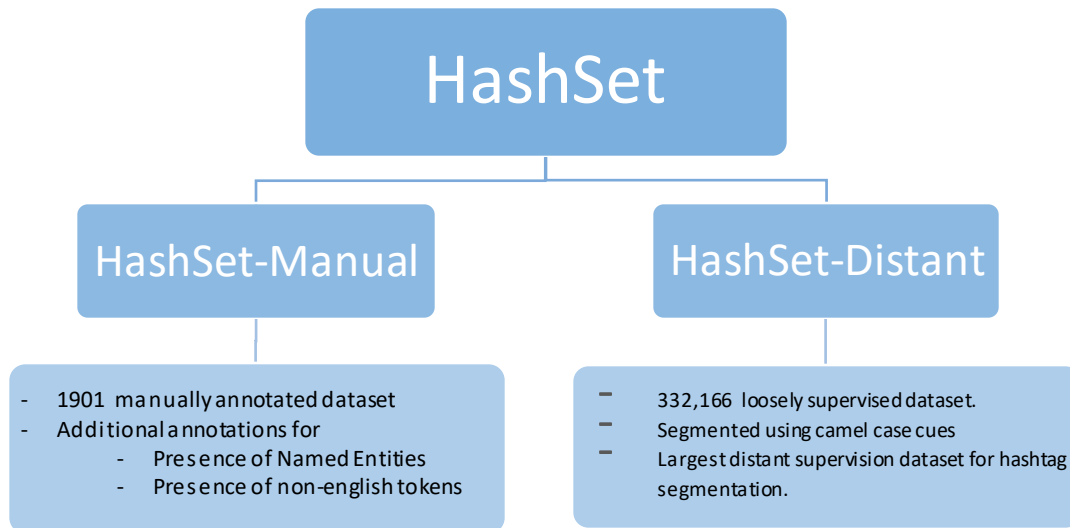 HashSet
HashSet-Manual
HashSet-Distant
- 1901 manually annotated dataset
- Additional annotations for
- Presence of Named Entities
- Presence of non-english tokens
- 332,166 loosely supervised dataset.
- Segmented using camel case cues
- Largest distant supervision dataset for hashtag
segmentation.